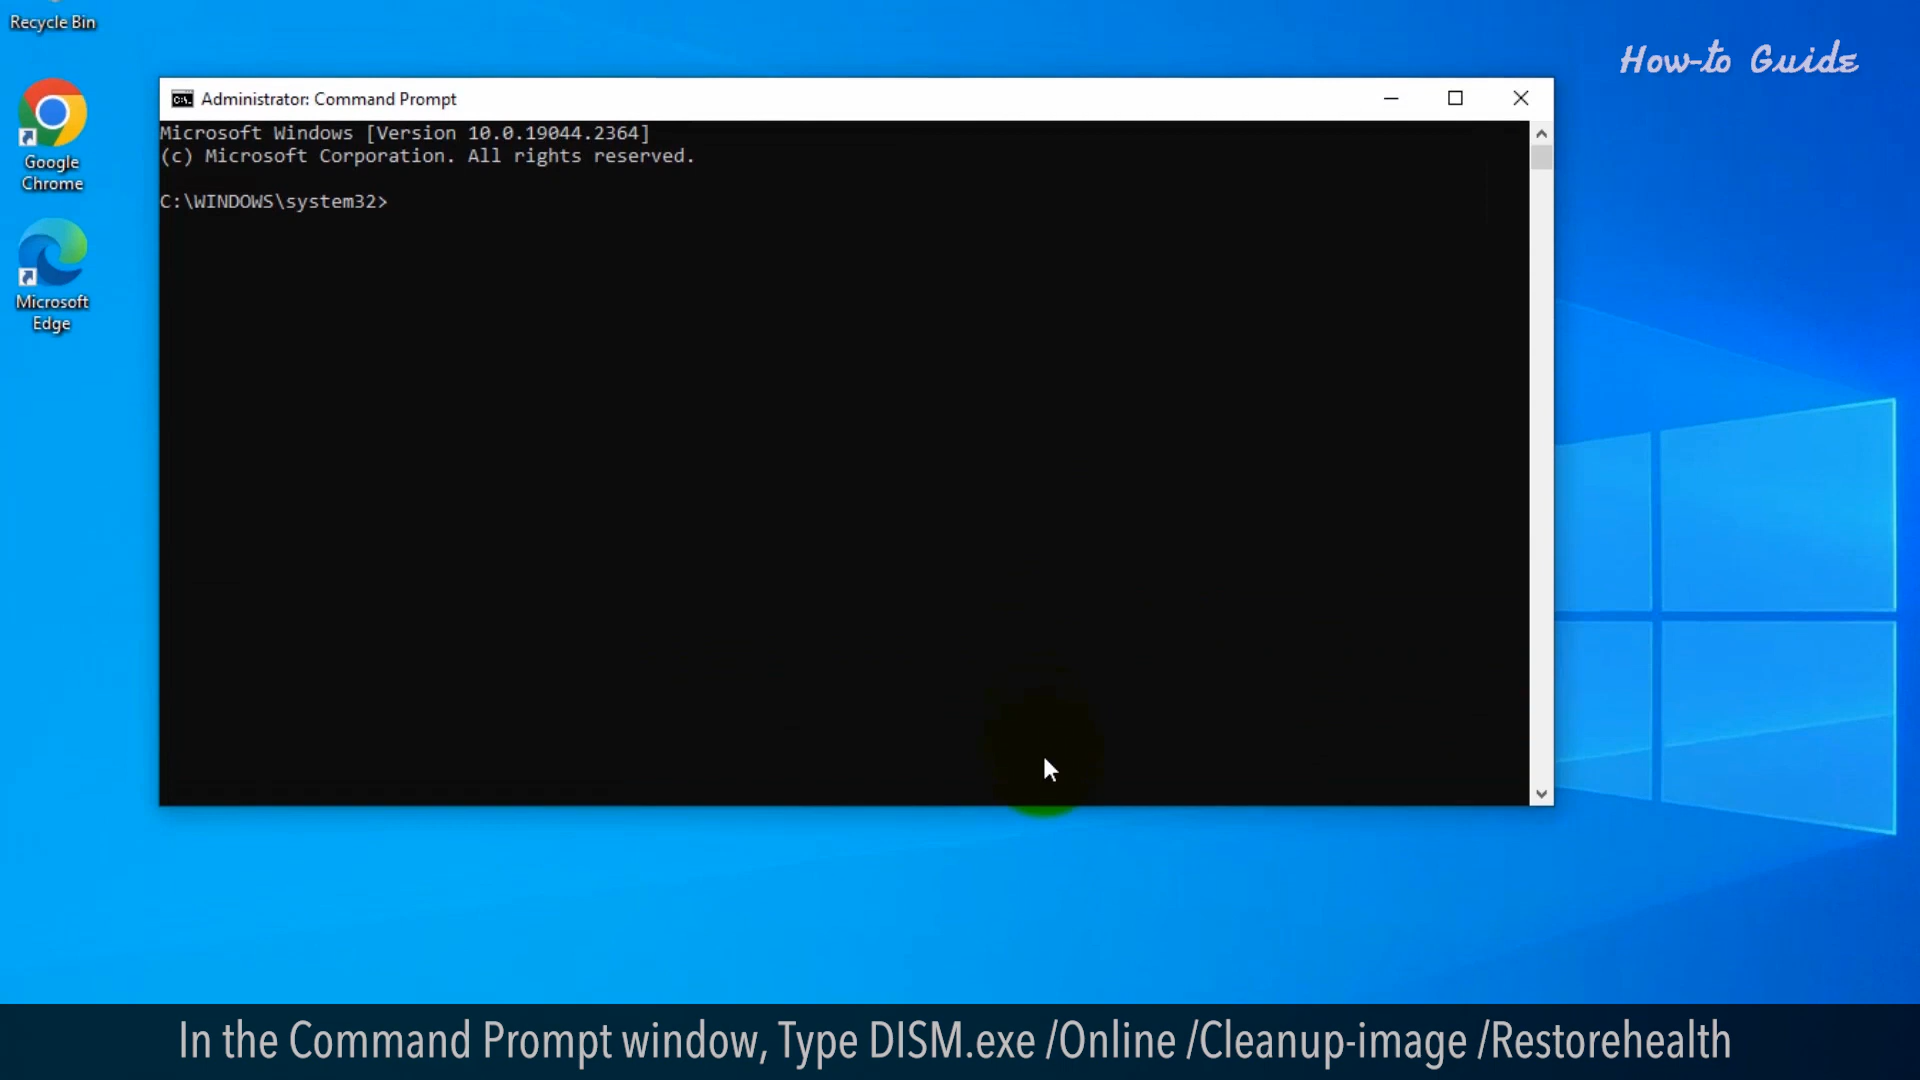 Recycle Bin
How-to Guide
Google
Chrome
Microsoft
Edge
Administrator: Command Prompt
Microsoft Windows [Version 10.0.19044.2364]
(c) Microsoft Corporation. All rights reserved.
C:\WINDOWS\system32>
In the Command Prompt window, Type DISM.exe /Online /Cleanup-image /Restorehealth